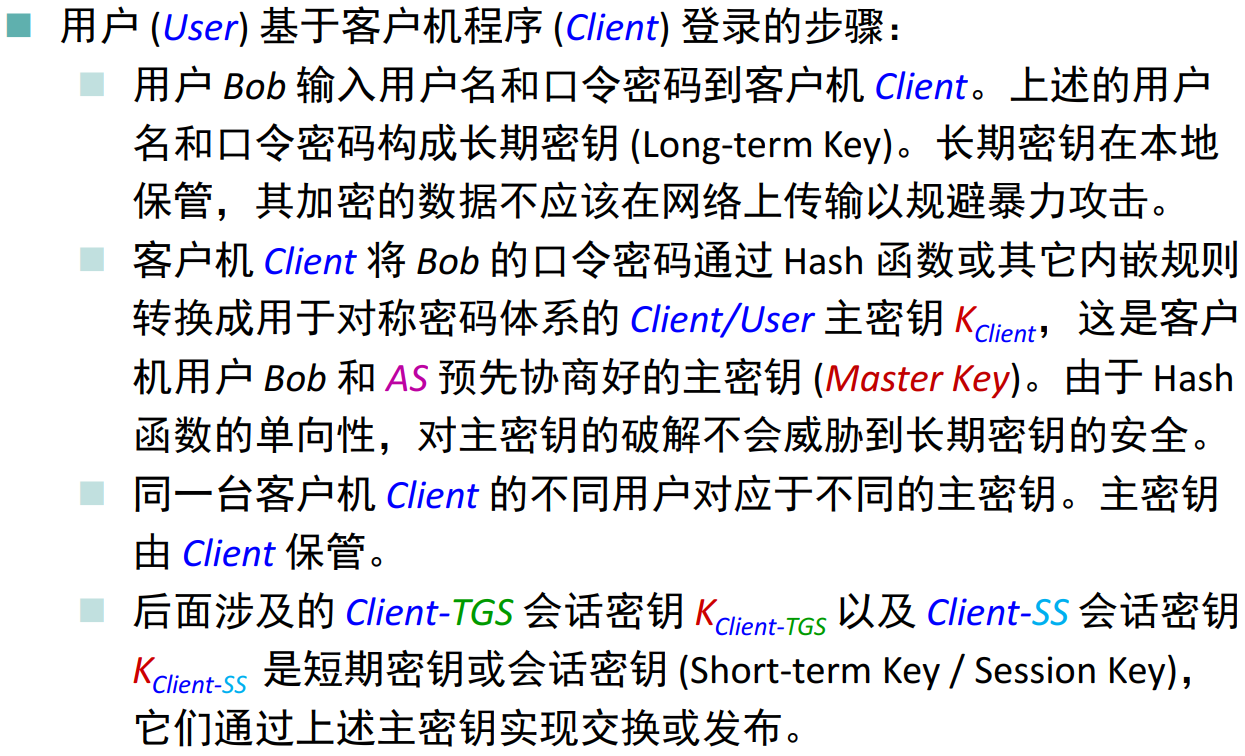 用户 (User) 基于客户机程序 (Client) 登录的步骤：
用户 Bob 输入用户名和口令密码到客户机 Client。上述的用户
名和口令密码构成长期密钥 (Long-term Key)。长期密钥在本地
保管，其加密的数据不应该在网络上传输以规避暴力攻击。
客户机 Client 将 Bob 的口令密码通过 Hash 函数或其它内嵌规则
转换成用于对称密码体系的 Client/User 主密钥 K_Client，这是客户
机用户 Bob 和 AS 预先协商好的主密钥 (Master Key)。由于 Hash
函数的单向性，对主密钥的破解不会威胁到长期密钥的安全。
同一台客户机 Client 的不同用户对应于不同的主密钥。主密钥
由 Client 保管。
后面涉及的 Client-TGS 会话密钥 K_Client-TGS 以及 Client-SS 会话密钥
K_Client-SS 是短期密钥或会话密钥 (Short-term Key / Session Key)，
它们通过上述主密钥实现交换或发布。